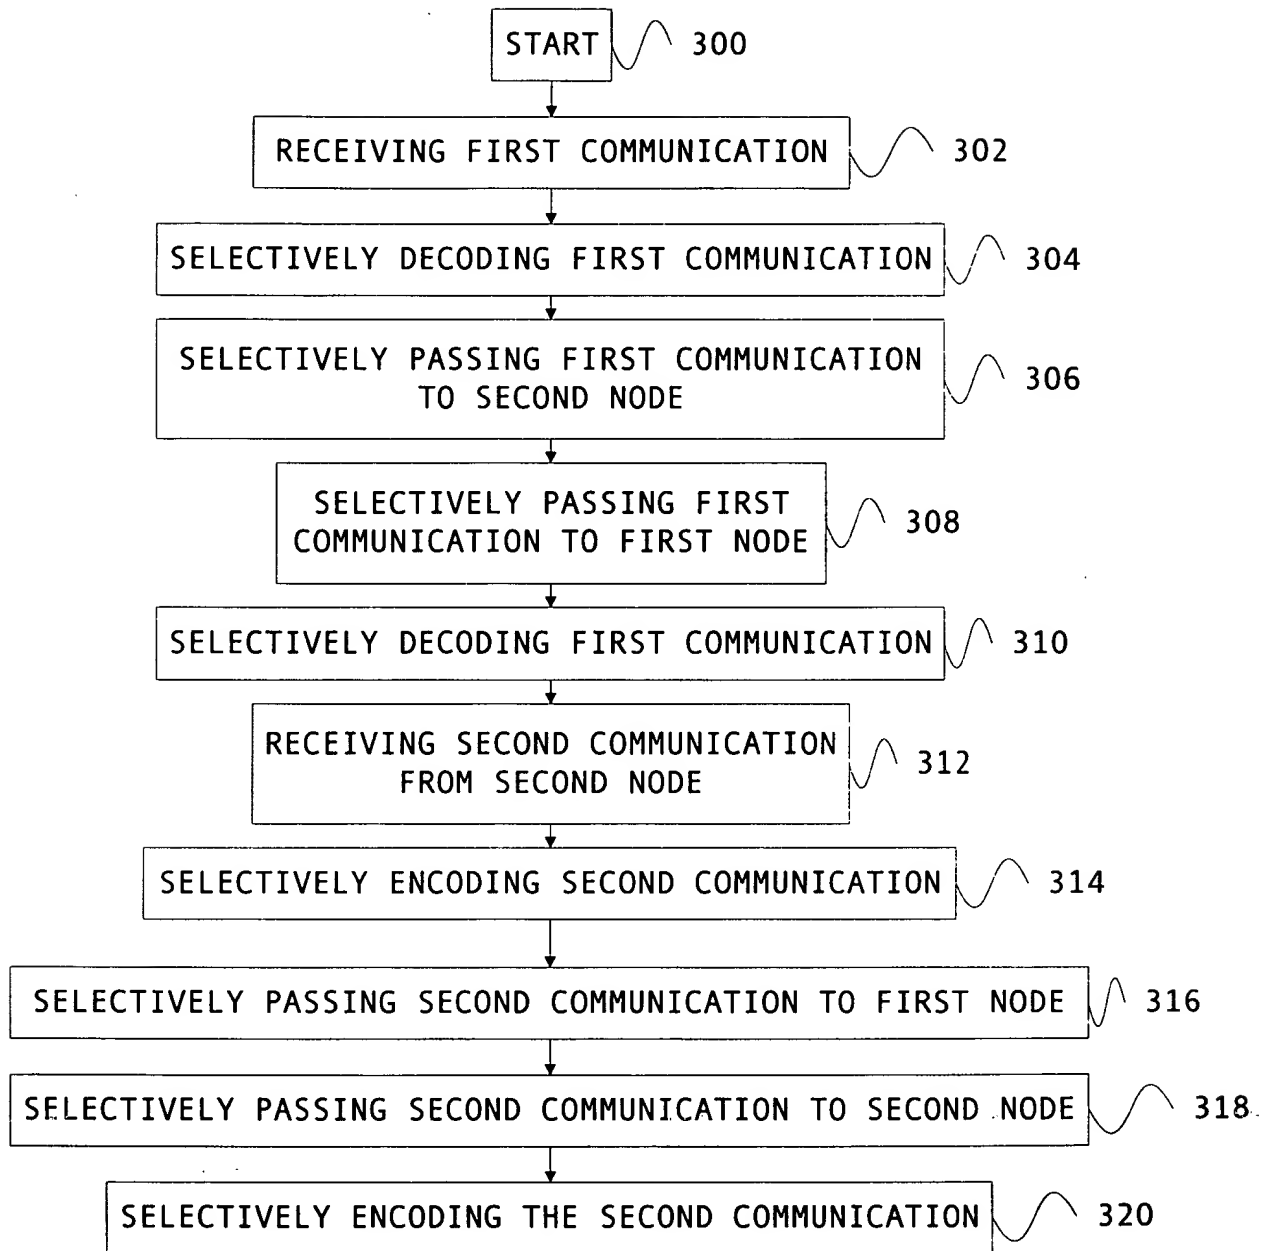 START 300
RECEIVING FIRST COMMUNICATION 302
SELECTIVELY DECODING FIRST COMMUNICATION 304
SELECTIVELY PASSING FIRST COMMUNICATION
TO SECOND NODE
306
SELECTIVELY PASSING FIRST
COMMUNICATION TO FIRST NODE
308
SELECTIVELY DECODING FIRST COMMUNICATION 310
RECEIVING SECOND COMMUNICATION
FROM SECOND NODE
312
SELECTIVELY ENCODING SECOND COMMUNICATION 314
SELECTIVELY PASSING SECOND COMMUNICATION TO FIRST NODE 316
SELECTIVELY PASSING SECOND COMMUNICATION TO SECOND NODE 318
SELECTIVELY ENCODING THE SECOND COMMUNICATION 320